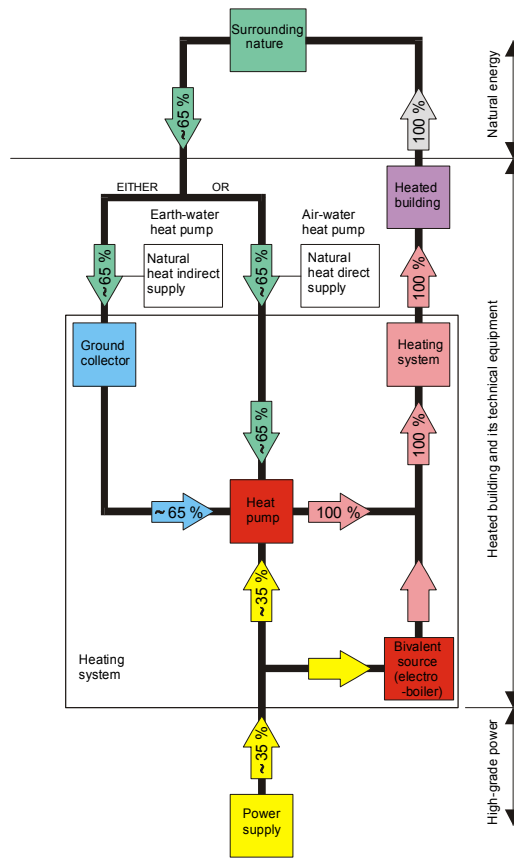 Surrounding
nature
~65 %
100 %
Natural energy
EITHER OR
Heated
building
Earth-water
heat pump
Air-water
heat pump
~65 %
Natural
heat indirect
supply
~65 %
Natural
heat direct
supply
100 %
Ground
collector
Heating
system
~65 %
100 %
Heated building and its technical equipment
~ 65 %
Heat
pump
100 %
~35 %
Heating
system
Bivalent
source
(electro
-boiler)
~35 %
High-grade power
Power
supply